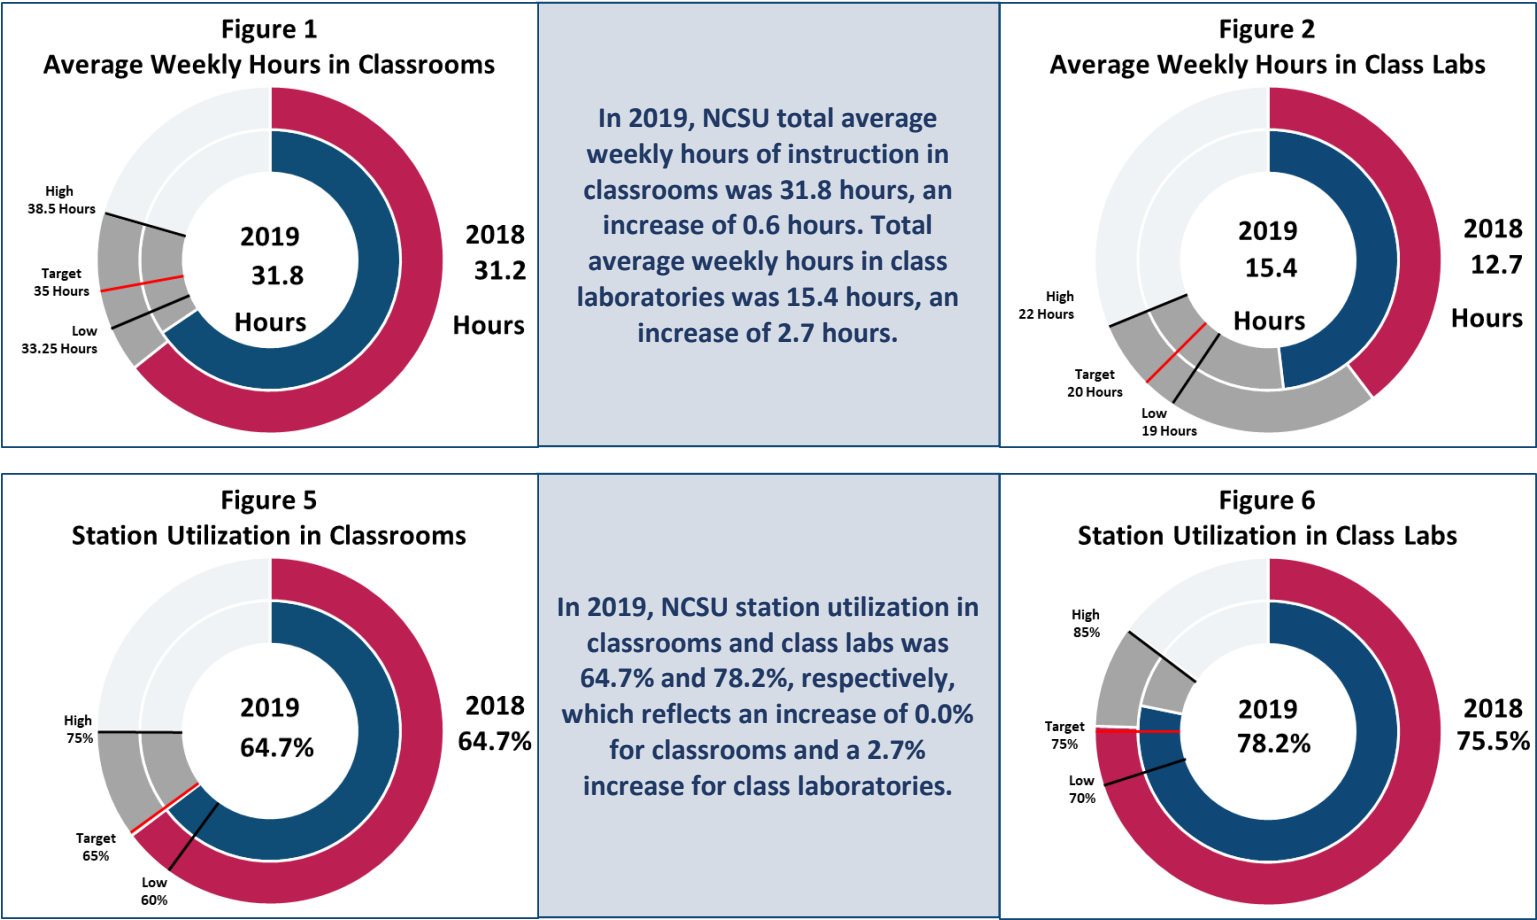 Figure 1
Average Weekly Hours in Classrooms
High
38.5 Hours
Target
35 Hours
Low
33.25 Hours
2019
31.8
Hours
2018
31.2
Hours
In 2019, NCSU total average
weekly hours of instruction in
classrooms was 31.8 hours, an
increase of 0.6 hours. Total
average weekly hours in class
laboratories was 15.4 hours, an
increase of 2.7 hours.
Figure 2
Average Weekly Hours in Class Labs
High
22 Hours
Target
20 Hours
Low
19 Hours
2019
15.4
Hours
2018
12.7
Hours
Figure 5
Station Utilization in Classrooms
High
75%
Target
65%
Low
60%
2019
64.7%
2018
64.7%
In 2019, NCSU station utilization in
classrooms and class labs was
64.7% and 78.2%, respectively,
which reflects an increase of 0.0%
for classrooms and a 2.7%
increase for class laboratories.
Figure 6
Station Utilization in Class Labs
High
85%
Target
75%
Low
70%
2019
78.2%
2018
75.5%